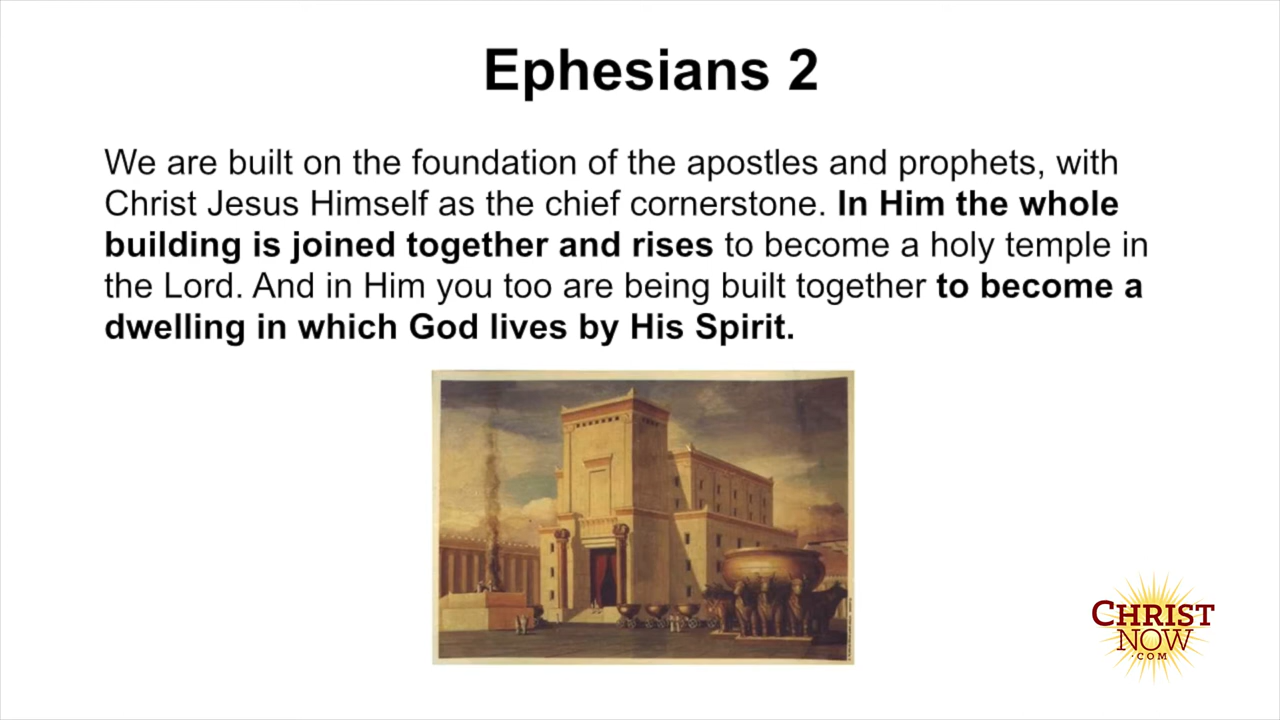 Ephesians 2
We are built on the foundation of the apostles and prophets, with
Christ Jesus Himself as the chief cornerstone. In Him the whole
building is joined together and rises to become a holy temple in
the Lord. And in Him you too are being built together to become a
dwelling in which God lives by His Spirit.
CHRIST
NOW
.COM